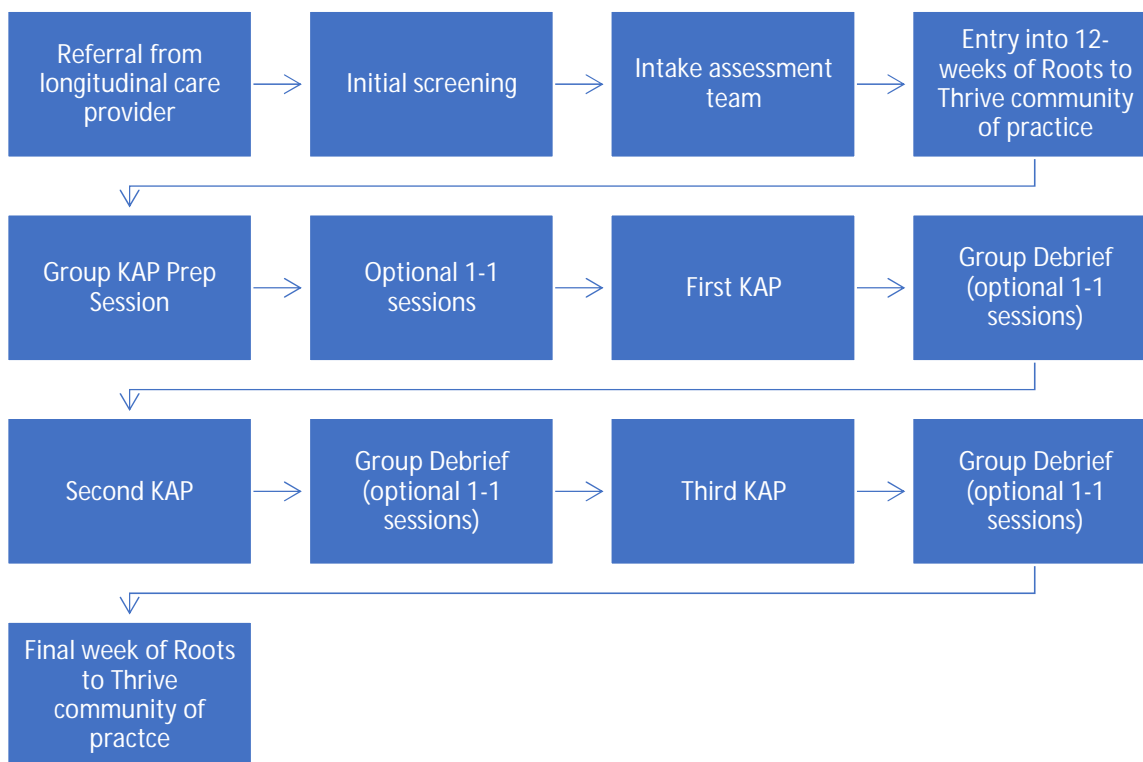 Referral from
longitudinal care
provider
Initial screening
Intake assessment
team
Entry into 12-
weeks of Roots to
Thrive community
of practice
Group KAP Prep
Session
Optional 1-1
sessions
First KAP
Group Debrief
(optional 1-1
sessions)
Second KAP
Group Debrief
(optional 1-1
sessions)
Third KAP
Group Debrief
(optional 1-1
sessions)
Final week of Roots
to Thrive
community of
practce